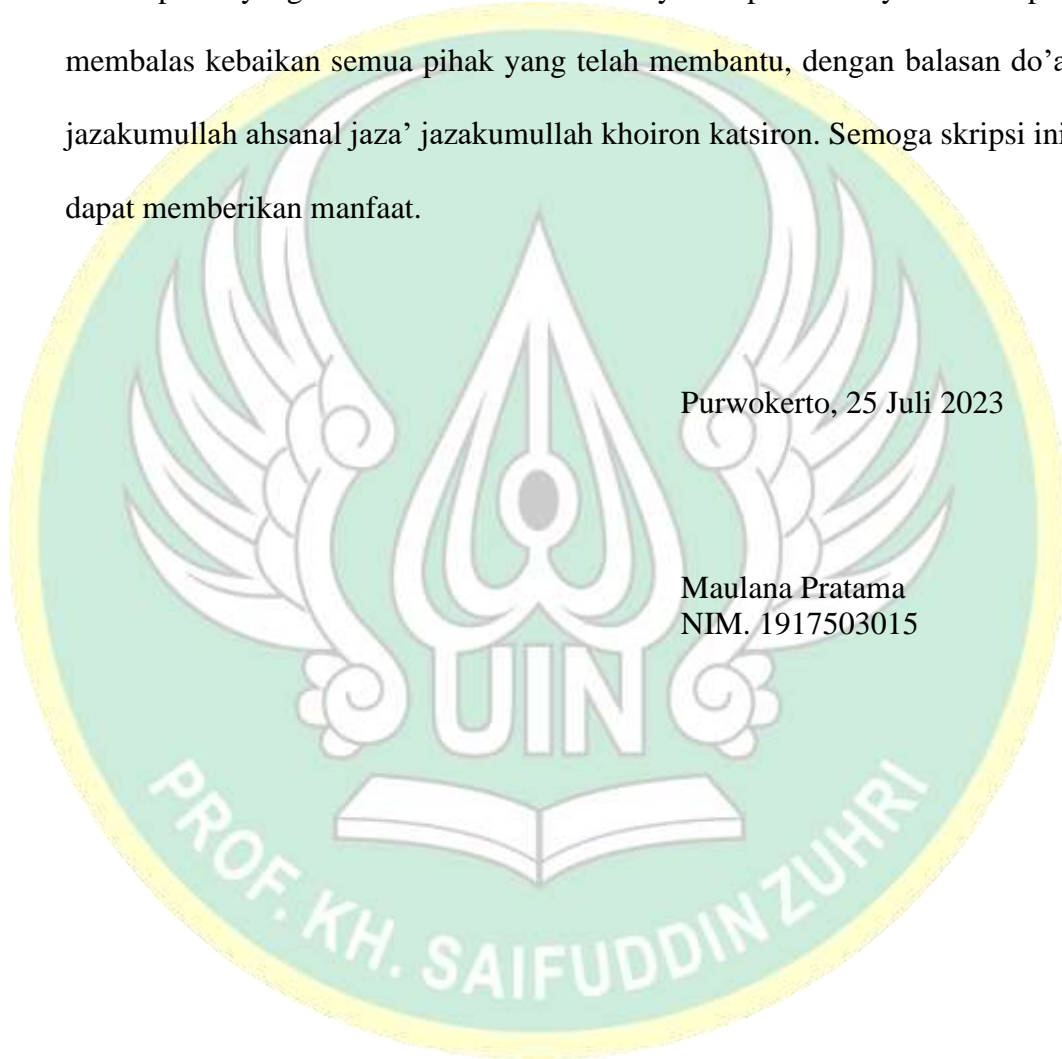 membalas kebaikan semua pihak yang telah membantu, dengan balasan do’a
jazakumullah ahsanal jaza’ jazakumullah khoiron katsiron. Semoga skripsi ini
dapat memberikan manfaat.
Purwokerto, 25 Juli 2023
Maulana Pratama
NIM. 1917503015
UIN
PROF. KH. SAIFUDDIN ZUHRI